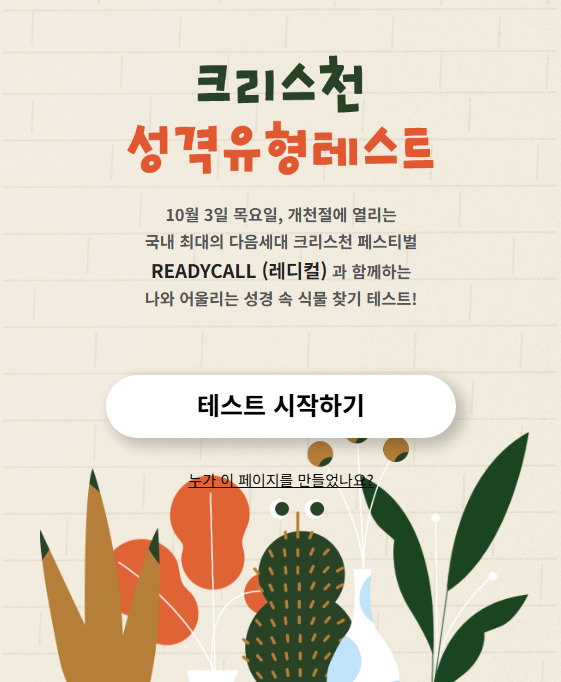 크리스천
성격유형테스트
10월 3일 목요일, 개천절에 열리는
국내 최대의 다음세대 크리스천 페스티벌
READYCALL (레디컬) 과 함께하는
나와 어울리는 성경 속 식물 찾기 테스트!
테스트 시작하기
누가 이 페이지를 만들었나요?